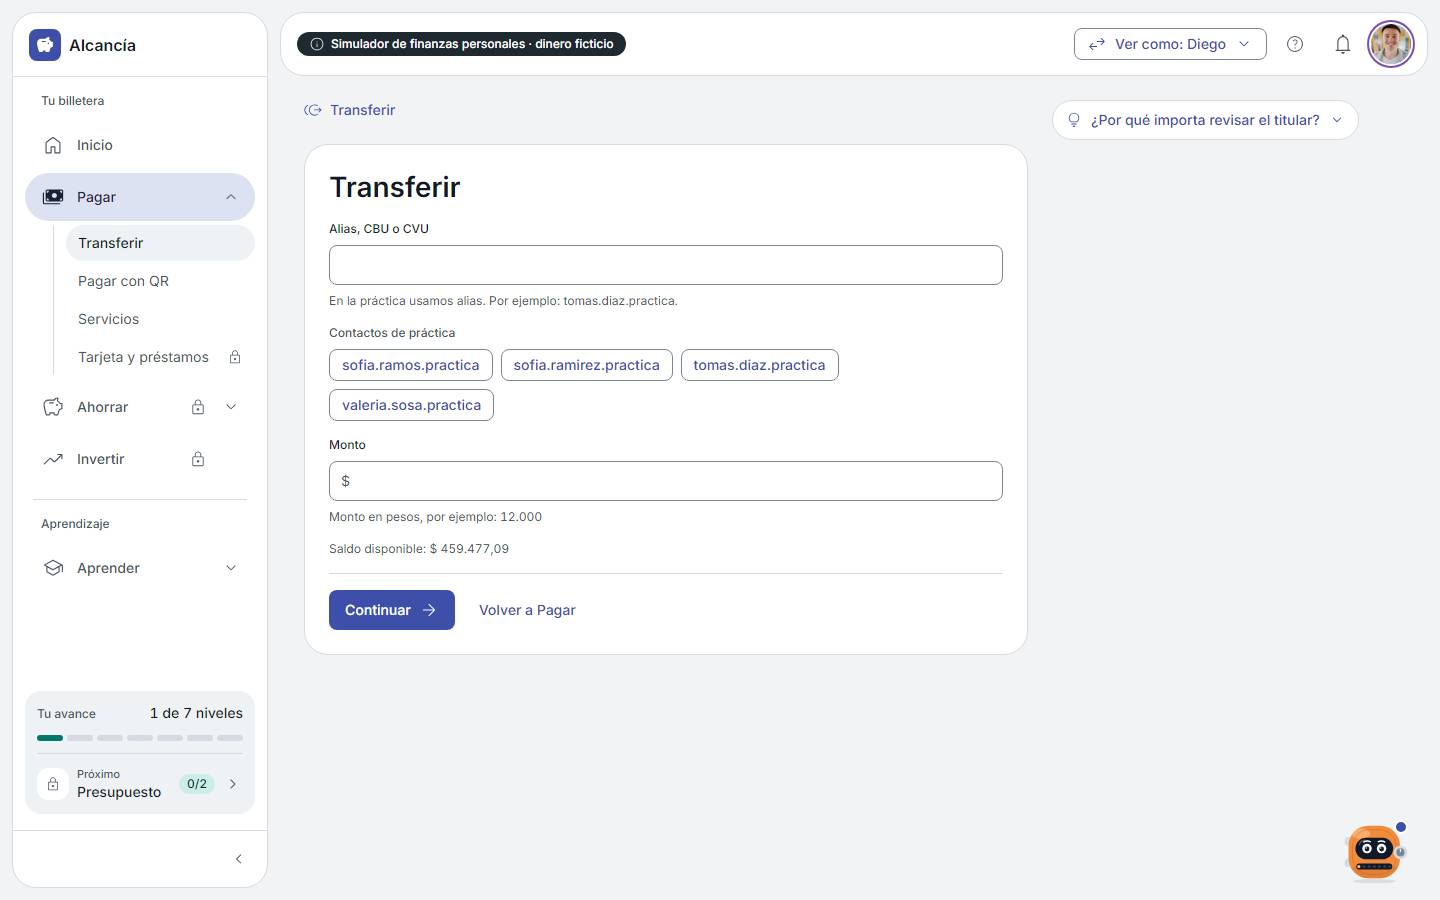 Alcancía
Simulador de finanzas personales · dinero ficticio
Ver como: Diego
Tu billetera
Inicio
Pagar
Transferir
Pagar con QR
Servicios
Tarjeta y préstamos
Ahorrar
Invertir
Aprendizaje
Aprender
Tu avance
1 de 7 niveles
Próximo
Presupuesto
0/2
Transferir
¿Por qué importa revisar el titular?
Transferir
Alias, CBU o CVU
En la práctica usamos alias. Por ejemplo: tomas.diaz.practica.
Contactos de práctica
sofia.ramos.practica
sofia.ramirez.practica
tomas.diaz.practica
valeria.sosa.practica
Monto
$
Monto en pesos, por ejemplo: 12.000
Saldo disponible: $ 459.477,09
Continuar
Volver a Pagar